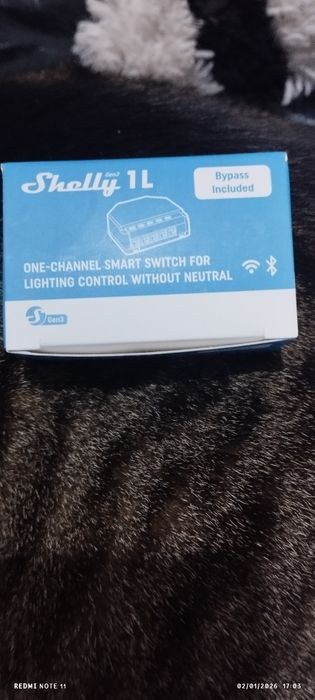 Shelly Gen3 1L
Bypass
Included
ONE-CHANNEL SMART SWITCH FOR
LIGHTING CONTROL WITHOUT NEUTRAL
Gen3
REDMI NOTE 11
02/01/2026 17:03